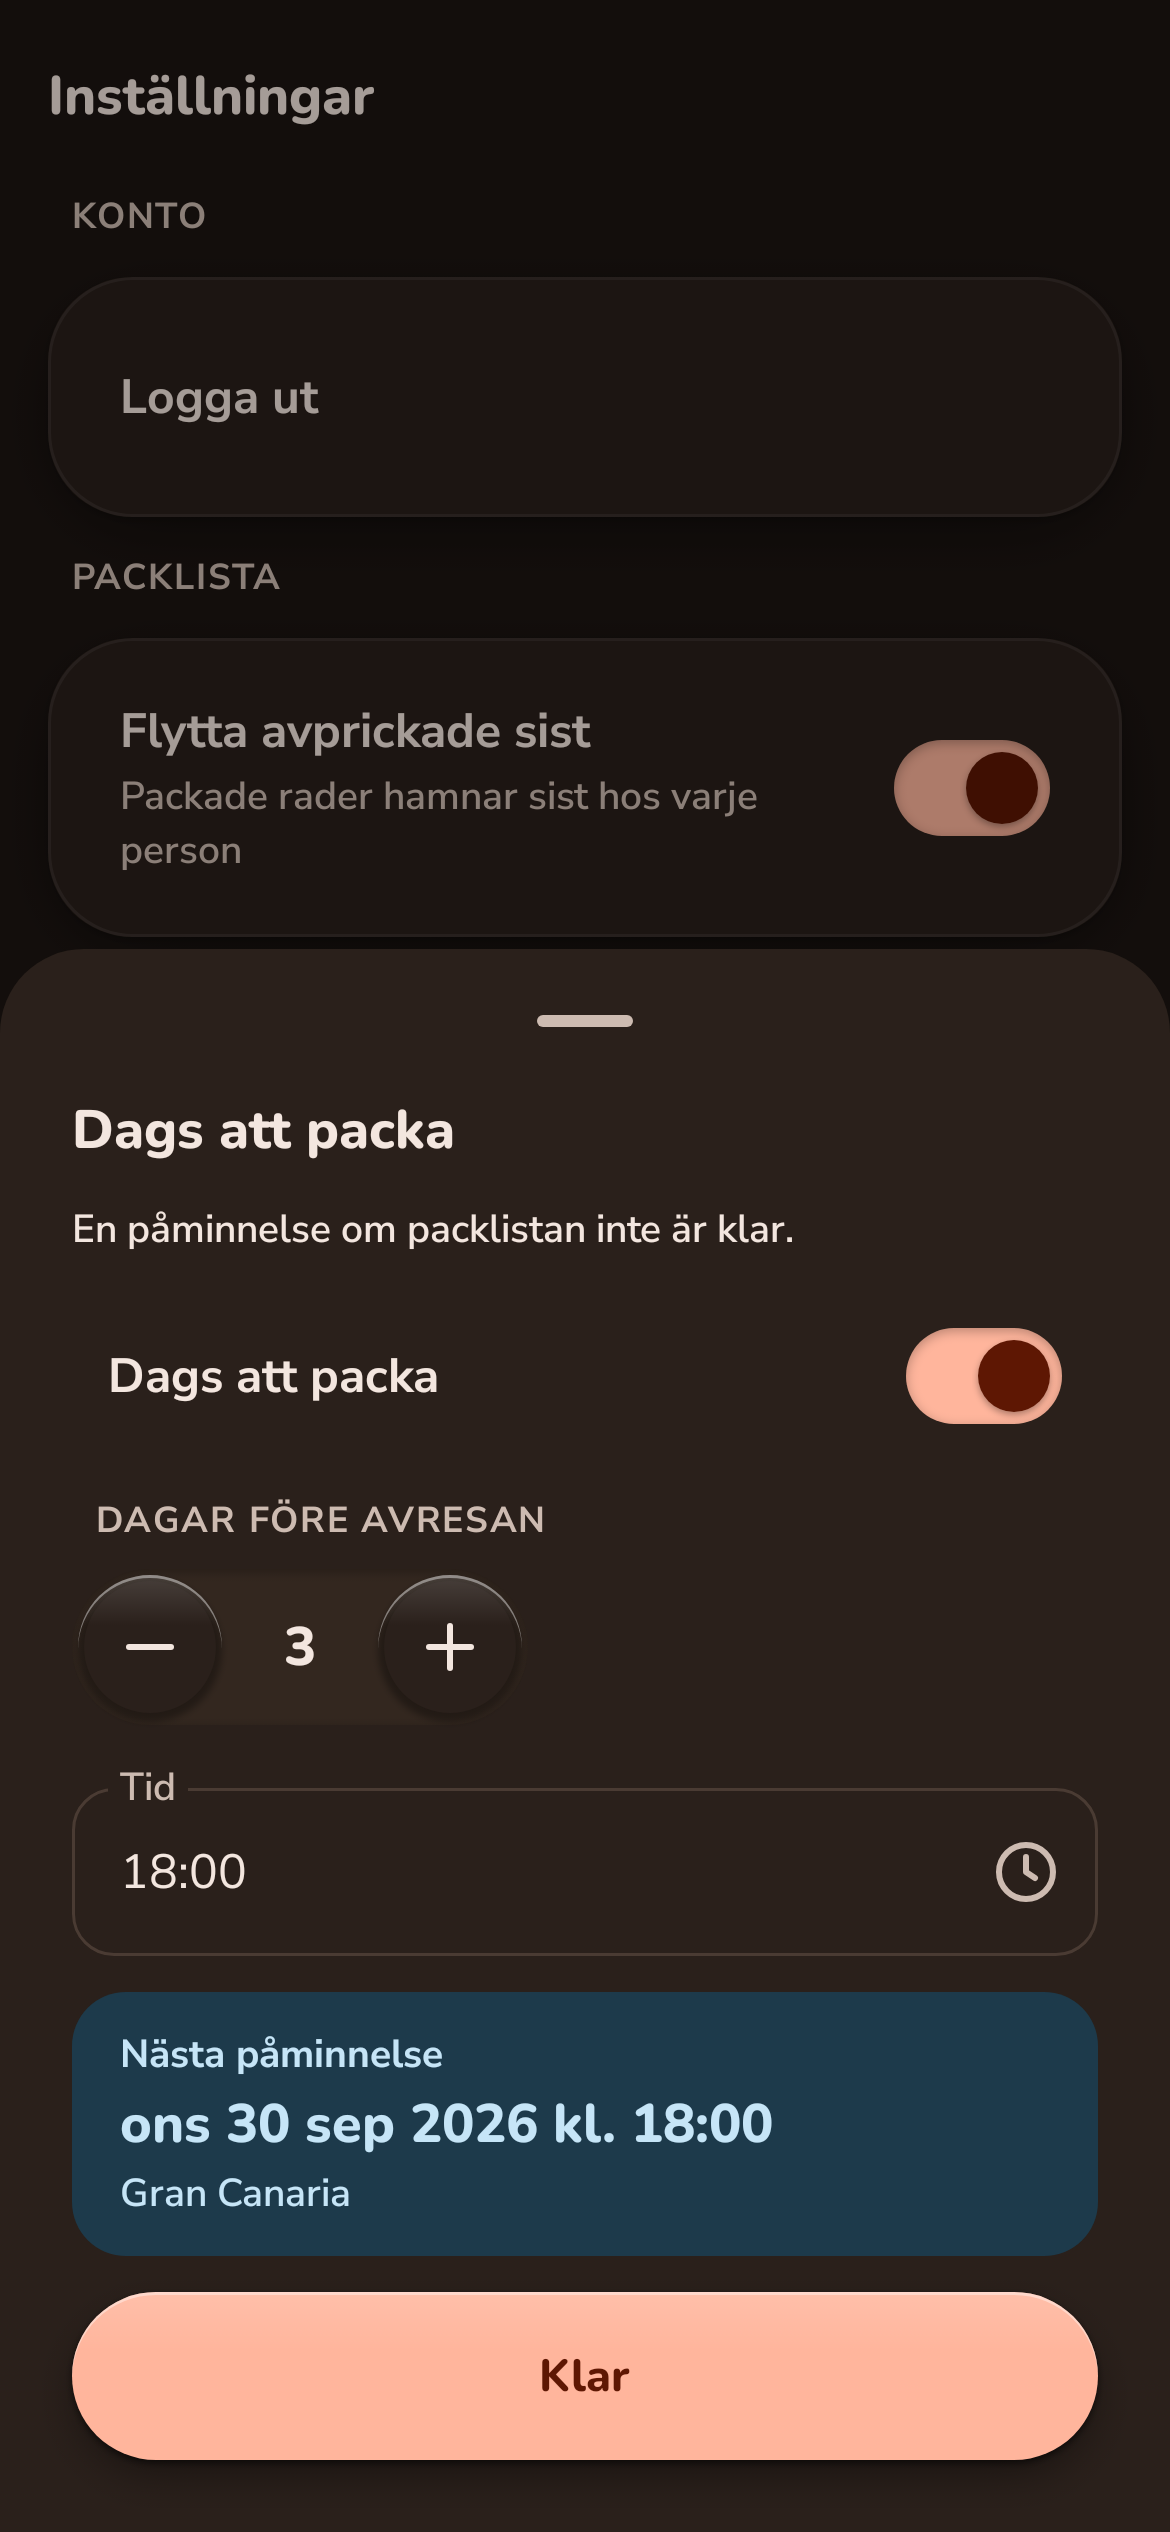 Inställningar
KONTO
Logga ut
PACKLISTA
Flytta avprickade sist
Packade rader hamnar sist hos varje
person
Dags att packa
En påminnelse om packlistan inte är klar.
Dags att packa
DAGAR FÖRE AVRESAN
3
Tid
18:00
Nästa påminnelse
ons 30 sep 2026 kl. 18:00
Gran Canaria
Klar